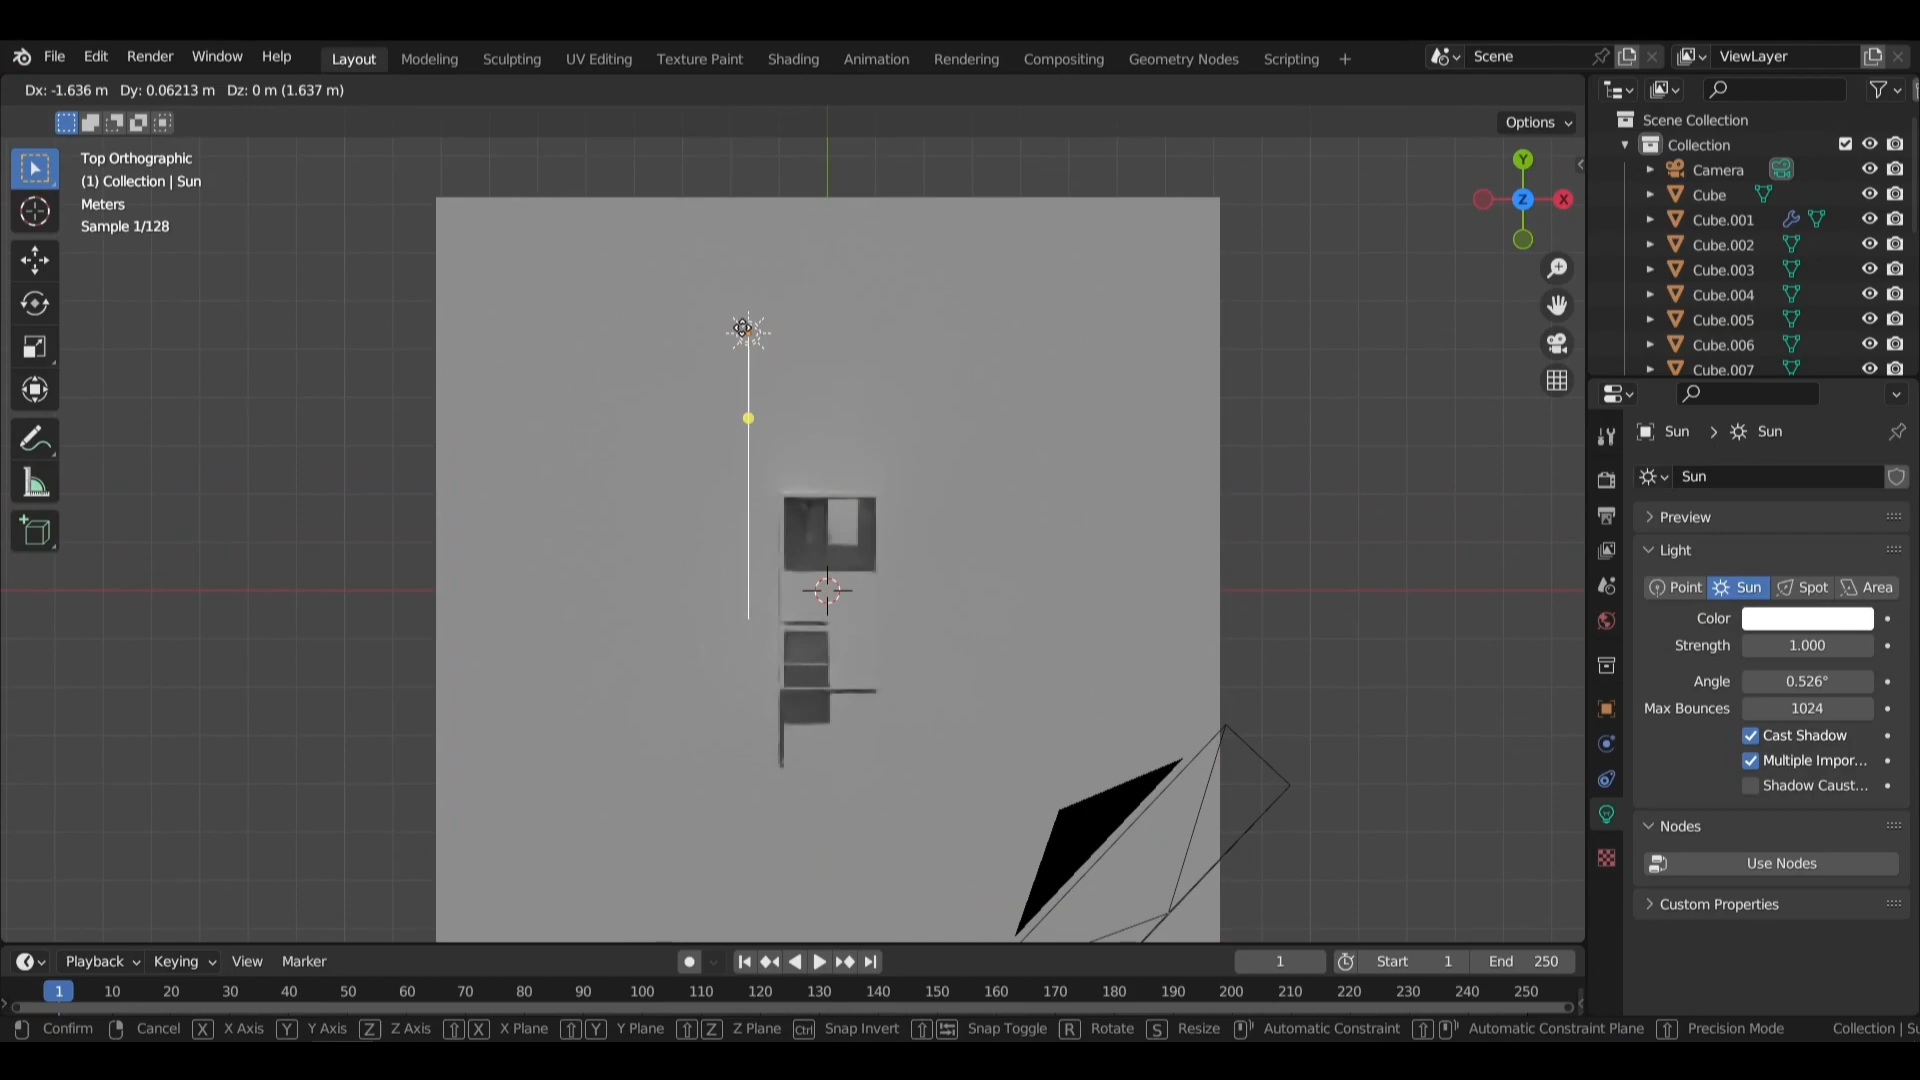 File Edit Render Window Help Layout Modeling Sculpting UV Editing Texture Paint Shading Animation Rendering Compositing Geometry Nodes Scripting + Scene ViewLayer
Dx: -1.636 m Dy: 0.06213 m Dz: 0 m (1.637 m)
Options
Top Orthographic
(1) Collection | Sun
Meters
Sample 1/128
Y
Z
X
Scene Collection
Collection
Camera
Cube
Cube.001
Cube.002
Cube.003
Cube.004
Cube.005
Cube.006
Cube.007
Sun > Sun
Sun
Preview
Light
Point Sun Spot Area
Color
Strength 1.000
Angle 0.526°
Max Bounces 1024
Cast Shadow
Multiple Impor...
Shadow Caust...
Nodes
Use Nodes
Custom Properties
Playback Keying View Marker 1 Start 1 End 250
1 10 20 30 40 50 60 70 80 90 100 110 120 130 140 150 160 170 180 190 200 210 220 230 240 250
Confirm Cancel X X Axis Y Y Axis Z Z Axis X X Plane Y Y Plane Z Z Plane Ctrl Snap Invert Snap Toggle R Rotate S Resize Automatic Constraint Automatic Constraint Plane Precision Mode Collection | Su